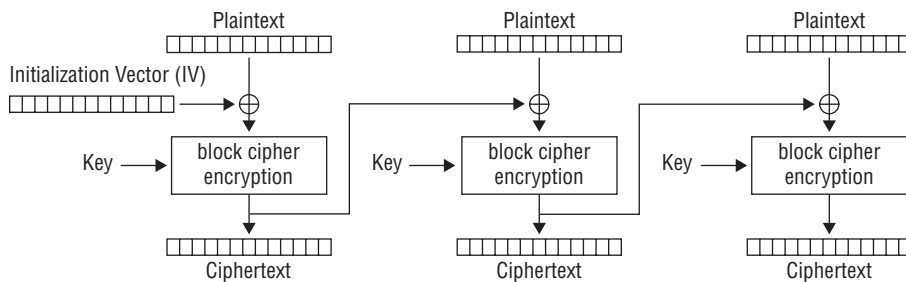 Plaintext
Plaintext
Plaintext
Initialization Vector (IV)
Key
block cipher
encryption
Key
block cipher
encryption
Key
block cipher
encryption
Ciphertext
Ciphertext
Ciphertext